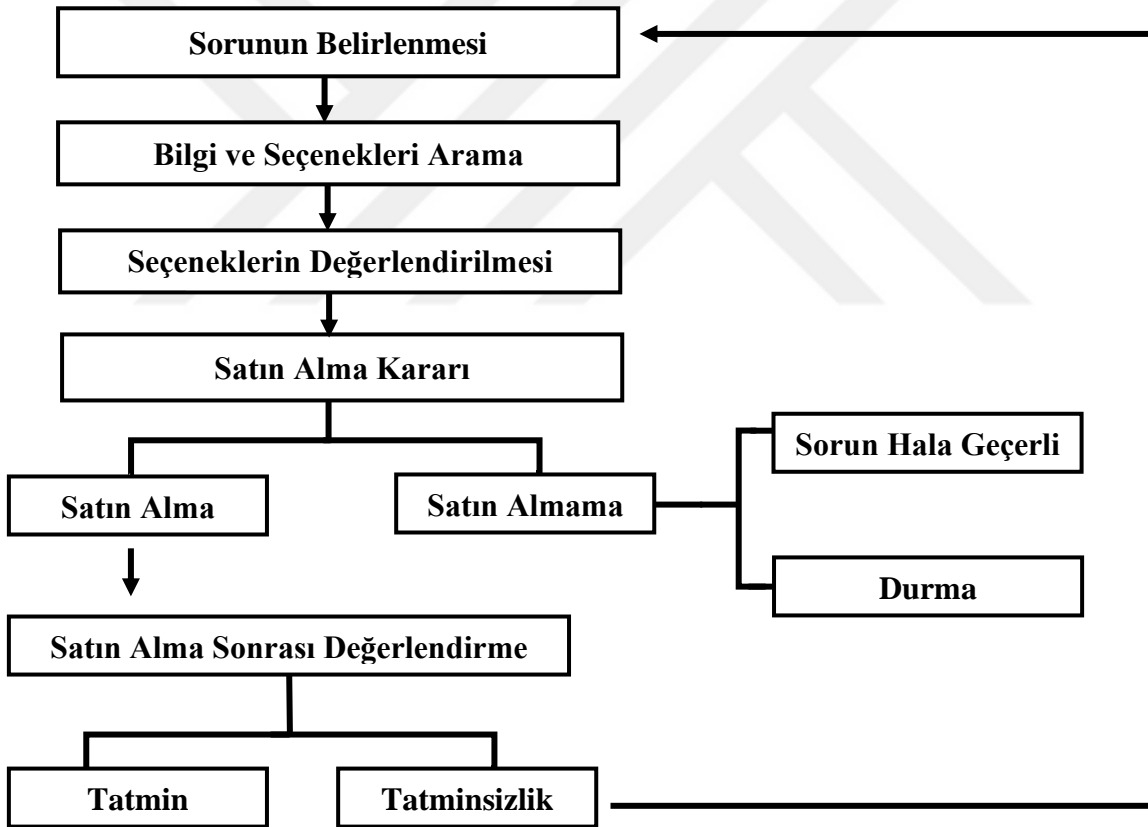 Sorunun Belirlenmesi
Bilgi ve Seçenekleri Arama
Seçeneklerin Değerlendirilmesi
Satın Alma Kararı
Sorun Hala Geçerli
Satın Alma
Satın Almama
Durma
Satın Alma Sonrası Değerlendirme
Tatmin
Tatminsizlik